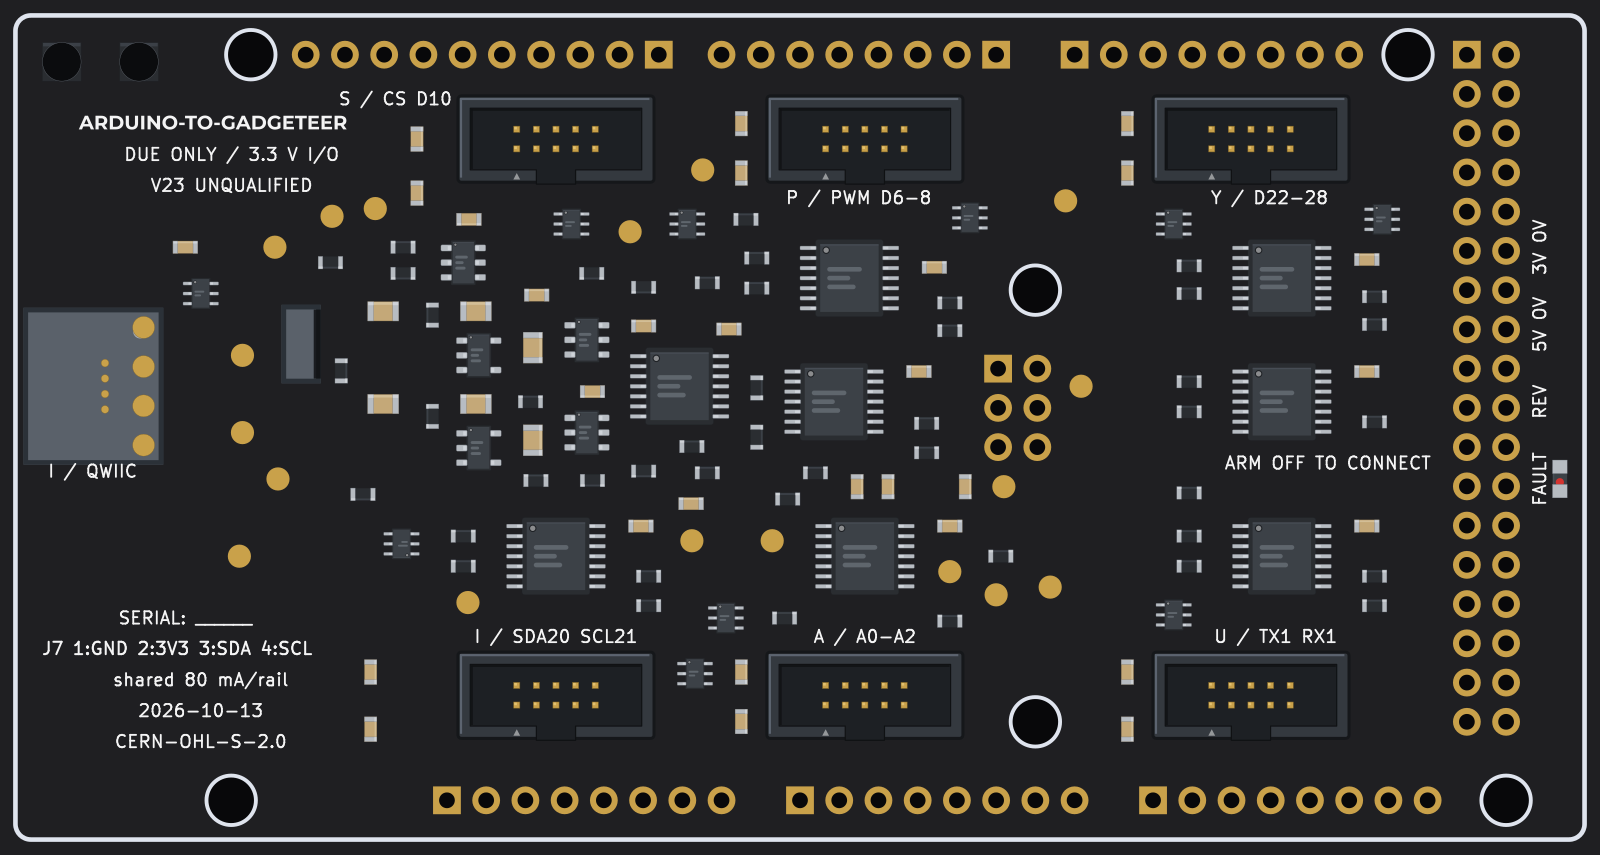 S / CS D10
ARDUINO-TO-GADGETEER
DUE ONLY / 3.3 V I/O
V23 UNQUALIFIED
P / PWM D6-8
Y / D22-28
3V 0V
5V 0V
REV
FAULT
ARM OFF TO CONNECT
I / QWIIC
SERIAL: ______
J7 1:GND 2:3V3 3:SDA 4:SCL
shared 80 mA/rail
2026-10-13
CERN-OHL-S-2.0
I / SDA20 SCL21
A / A0-A2
U / TX1 RX1